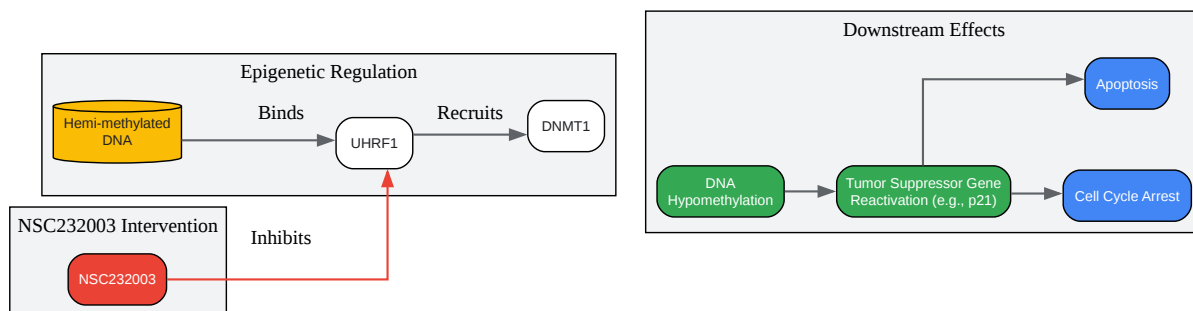 Epigenetic Regulation
Hemi-methylated
DNA
Binds
UHRF1
Recruits
DNMT1
NSC232003 Intervention
NSC232003
Inhibits
Downstream Effects
Apoptosis
DNA
Hypomethylation
Tumor Suppressor Gene
Reactivation (e.g., p21)
Cell Cycle Arrest